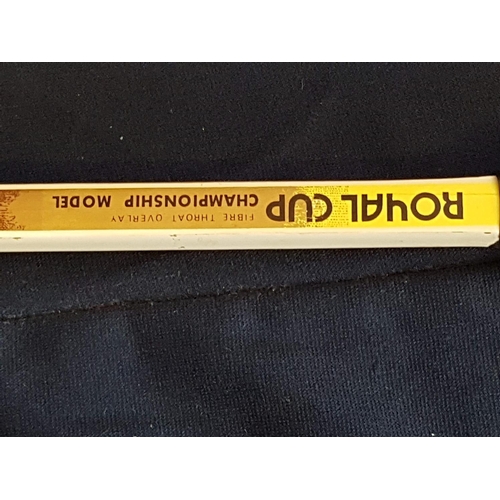 ROYAL CUP
CHAMPIONSHIP MODEL
FIBRE THROAT OVERLAY